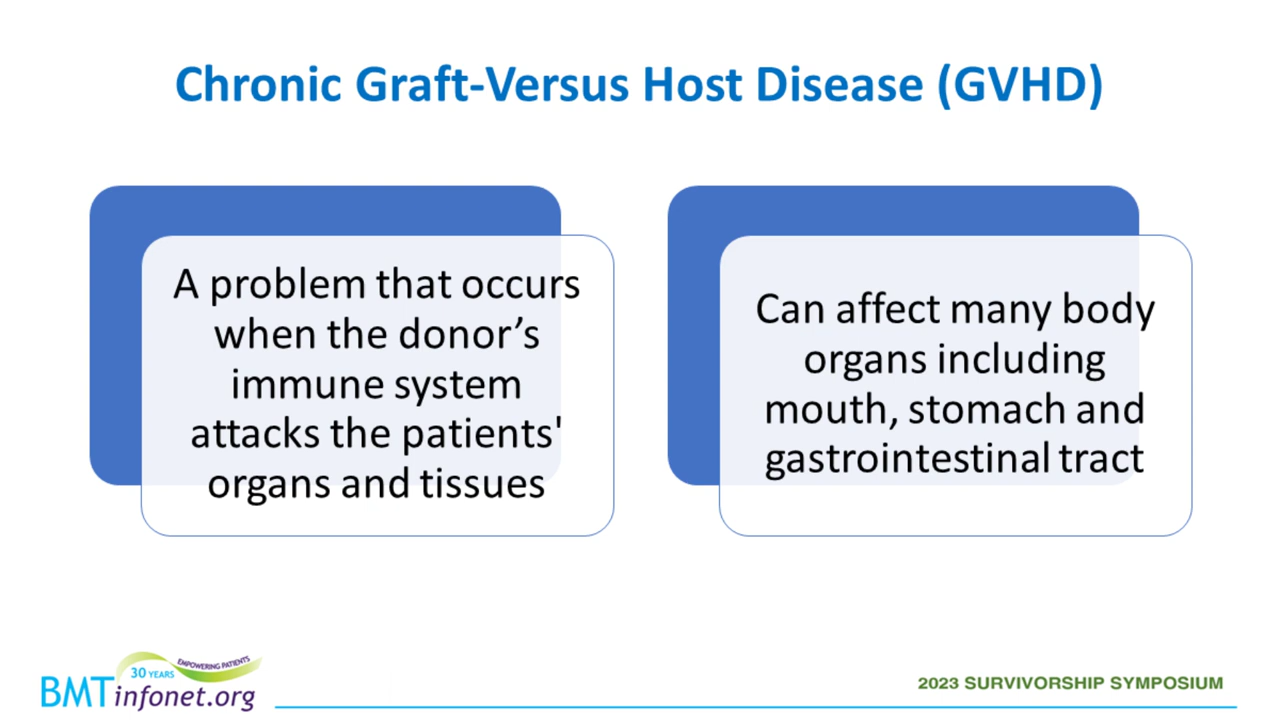 Chronic Graft-Versus Host Disease (GVHD)
A problem that occurs
when the donor’s
immune system
attacks the patients'
organs and tissues
Can affect many body
organs including
mouth, stomach and
gastrointestinal tract
30 YEARS
EMPOWERING PATIENTS
BMTinfonet.org
2023 SURVIVORSHIP SYMPOSIUM